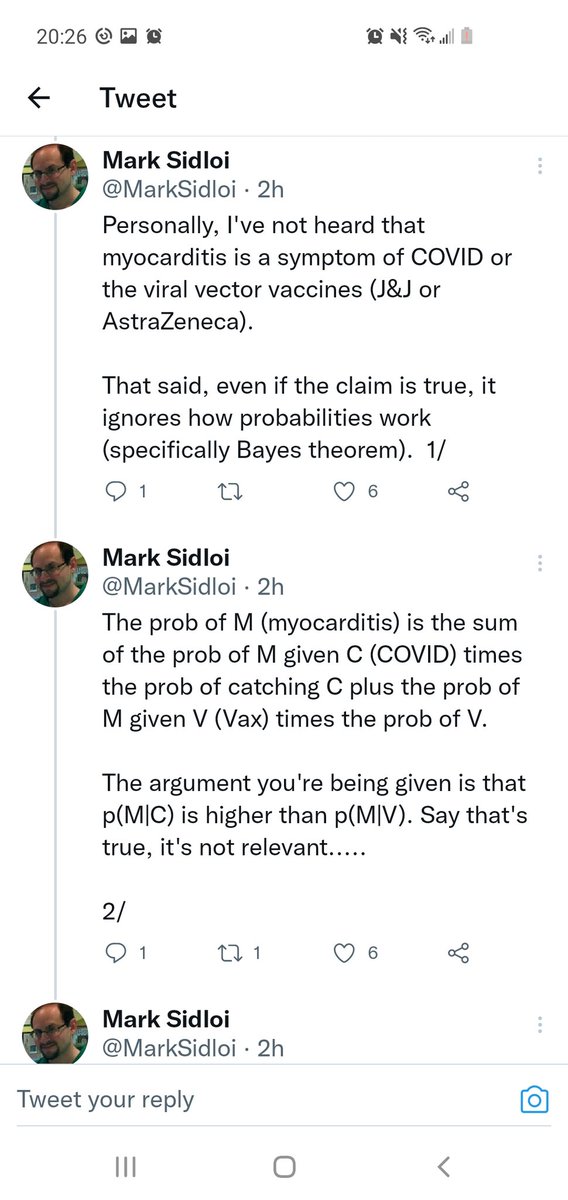 20:26
Tweet
Mark Sidloi
@MarkSidloi · 2h
Personally, I've not heard that
myocarditis is a symptom of COVID or
the viral vector vaccines (J&J or
AstraZeneca).
That said, even if the claim is true, it
ignores how probabilities work
(specifically Bayes theorem).  1/
1 6
Mark Sidloi
@MarkSidloi · 2h
The prob of M (myocarditis) is the sum
of the prob of M given C (COVID) times
the prob of catching C plus the prob of
M given V (Vax) times the prob of V.
The argument you're being given is that
p(M|C) is higher than p(M|V). Say that's
true, it's not relevant.....
2/
1 1 6
Mark Sidloi
@MarkSidloi · 2h
Tweet your reply